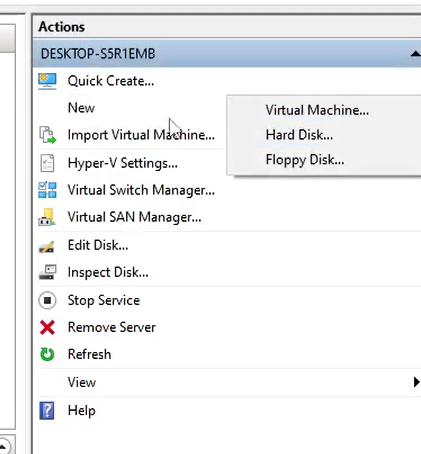 Actions
DESKTOP-S5R1EMB
Quick Create...
New
Virtual Machine...
Import Virtual Machine...
Hard Disk...
Floppy Disk...
Hyper-V Settings...
Virtual Switch Manager...
Virtual SAN Manager...
Edit Disk...
Inspect Disk...
Stop Service
Remove Server
Refresh
View
Help